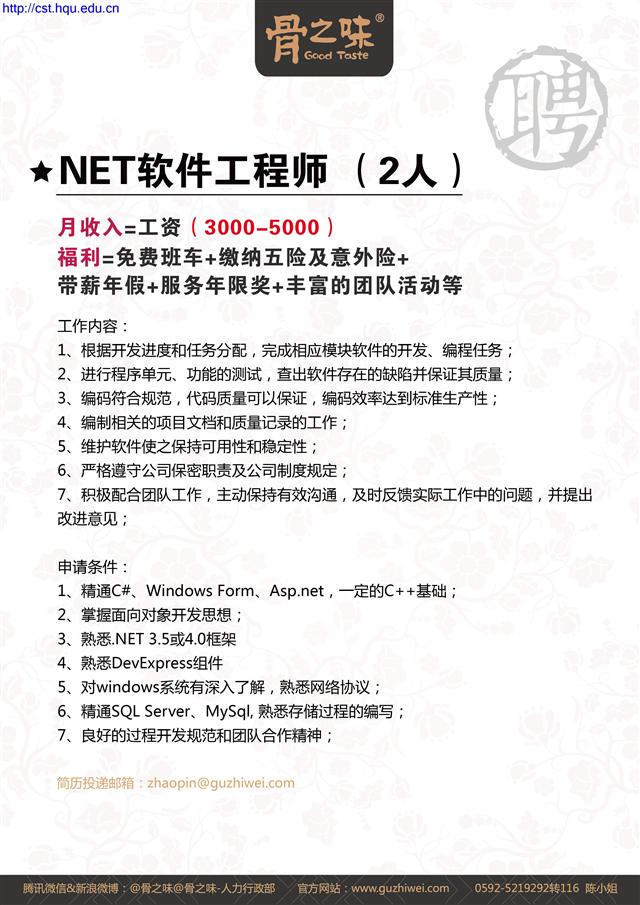 http://cst.hqu.edu.cn
骨之味®
Good Taste
聘
★NET软件工程师 （2人）
月收入=工资（3000-5000）
福利=免费班车+缴纳五险及意外险+
带薪年假+服务年限奖+丰富的团队活动等
工作内容：
1、根据开发进度和任务分配，完成相应模块软件的开发、编程任务；
2、进行程序单元、功能的测试，查出软件存在的缺陷并保证其质量；
3、编码符合规范，代码质量可以保证，编码效率达到标准生产性；
4、编制相关的项目文档和质量记录的工作；
5、维护软件使之保持可用性和稳定性；
6、严格遵守公司保密职责及公司制度规定；
7、积极配合团队工作，主动保持有效沟通，及时反馈实际工作中的问题，并提出
改进意见；
申请条件：
1、精通C#、Windows Form、Asp.net，一定的C++基础；
2、掌握面向对象开发思想；
3、熟悉.NET 3.5或4.0框架
4、熟悉DevExpress组件
5、对windows系统有深入了解，熟悉网络协议；
6、精通SQL Server、MySql, 熟悉存储过程的编写；
7、良好的过程开发规范和团队合作精神；
简历投递邮箱：zhaopin@guzhiwei.com
腾讯微信&新浪微博：@骨之味@骨之味-人力行政部 官方网站：www.guzhiwei.com 0592-5219292转116 陈小姐